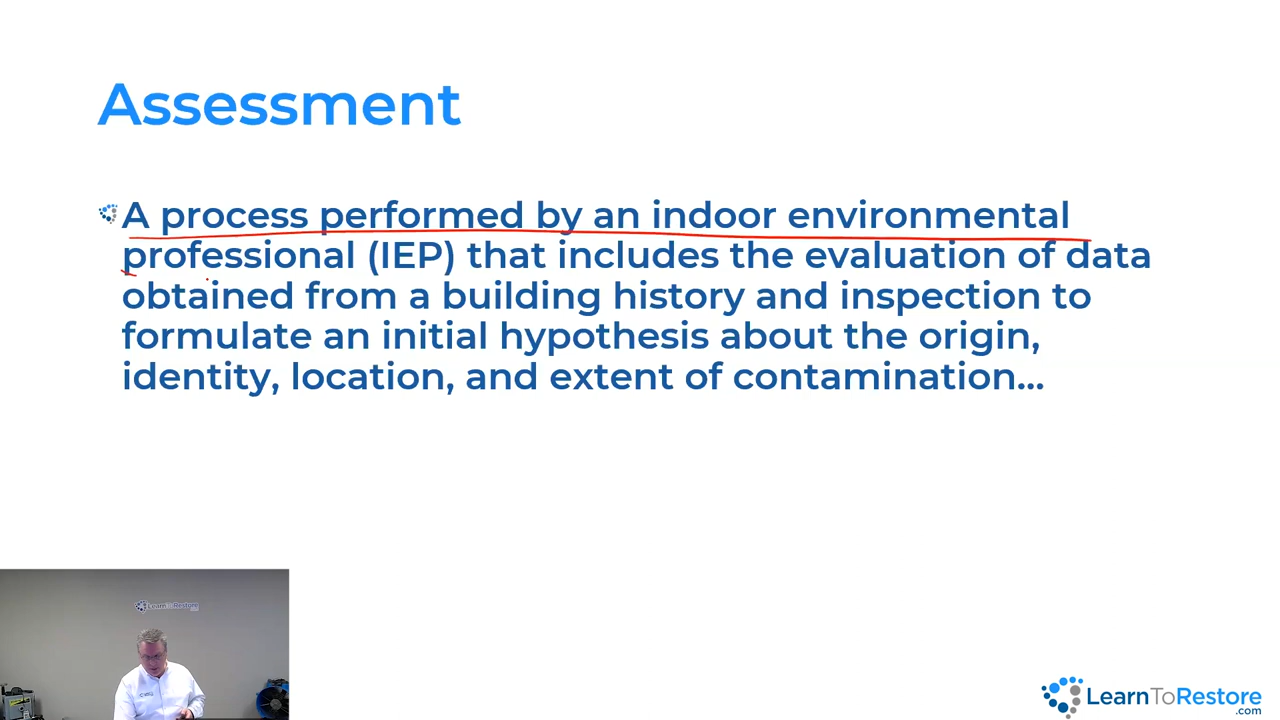 Assessment
A process performed by an indoor environmental
professional (IEP) that includes the evaluation of data
obtained from a building history and inspection to
formulate an initial hypothesis about the origin,
identity, location, and extent of contamination...
LearnToRestore
LearnToRestore
.com